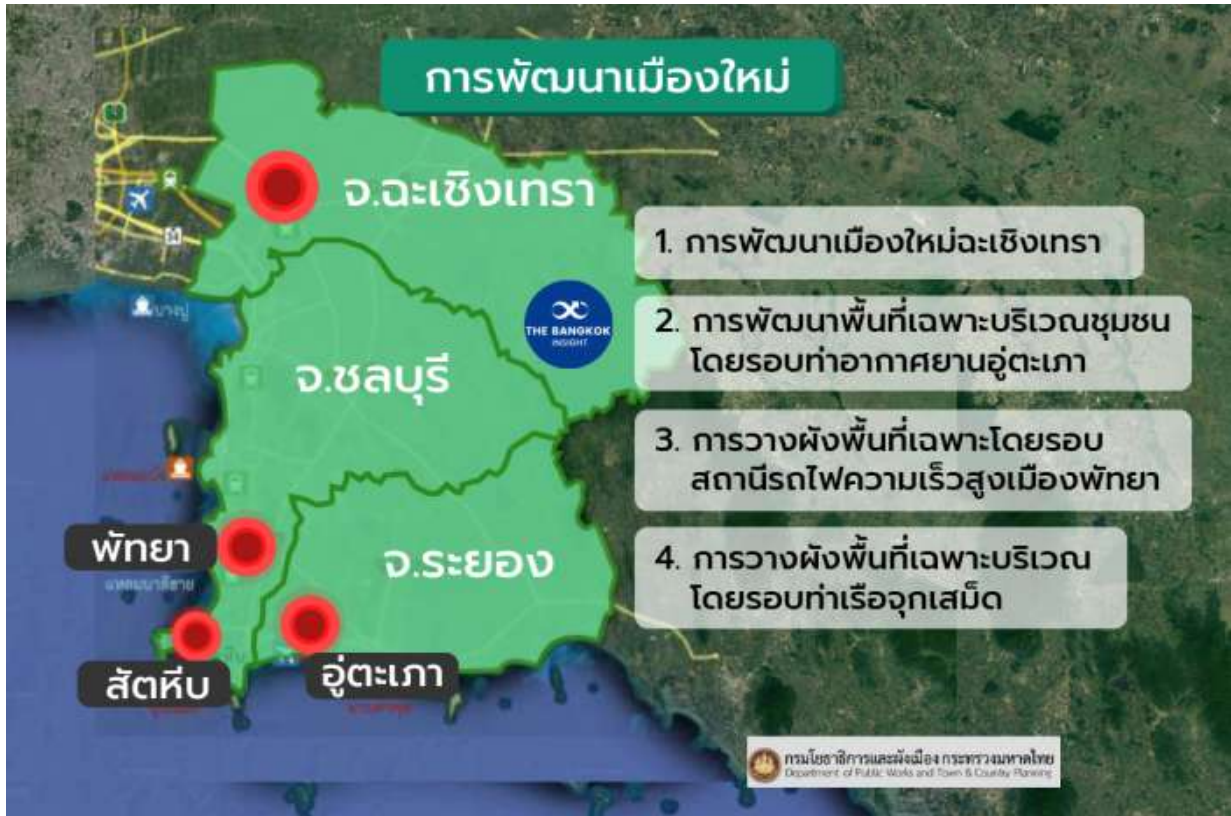 การพัฒนาเมืองใหม่
จ.ฉะเชิงเทรา
1. การพัฒนาเมืองใหม่ฉะเชิงเทรา
บางปู
THE BANGKOK
INSIGHT
2. การพัฒนาพื้นที่เฉพาะบริเวณชุมชน
โดยรอบท่าอากาศยานอู่ตะเภา
จ.ชลบุรี
3. การวางผังพื้นที่เฉพาะโดยรอบ
สถานีรถไฟความเร็วสูงเมืองพัทยา
พัทยา
จ.ระยอง
4. การวางผังพื้นที่เฉพาะบริเวณ
โดยรอบท่าเรือจุกเสม็ด
สัตหีบ
อู่ตะเภา
กรมโยธาธิการและผังเมือง กระทรวงมหาดไทย
Department of Public Works and Town & Country Planning